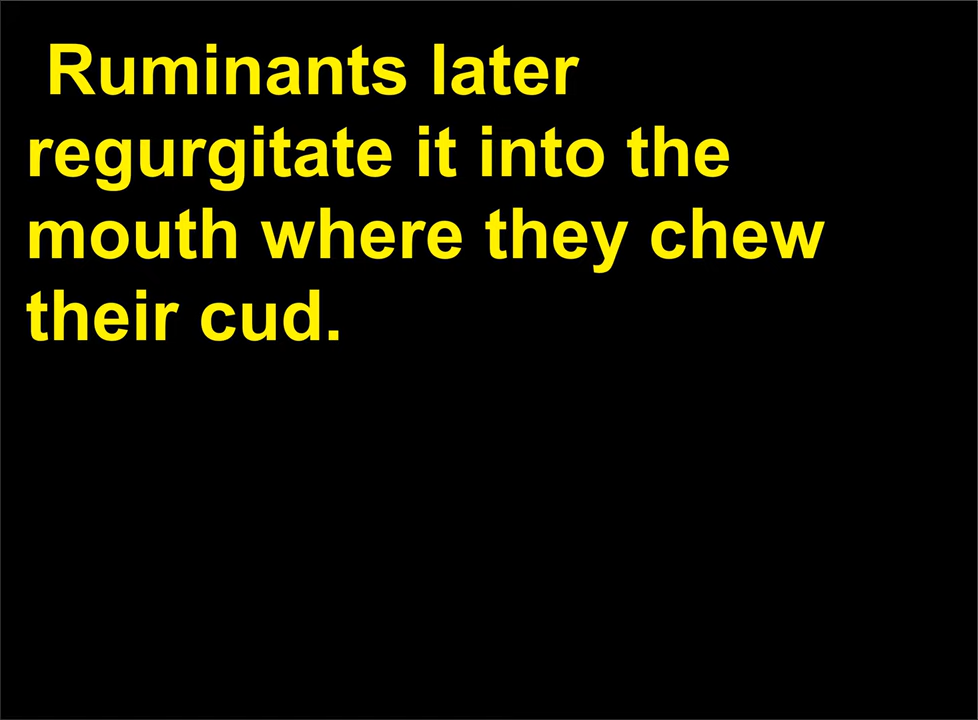 Ruminants later
regurgitate it into the
mouth where they chew
their cud.